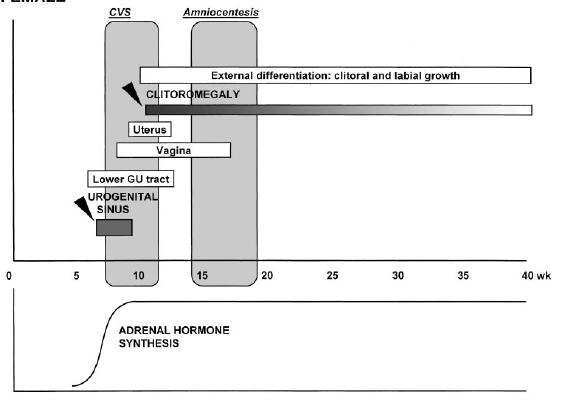 FEMALE
CVS
Amniocentesis
External differentiation: clitoral and labial growth
CLITOROMEGALY
Uterus
Vagina
Lower GU tract
UROGENITAL
SINUS
0 5 10 15 20 25 30 35 40 wk
ADRENAL HORMONE
SYNTHESIS